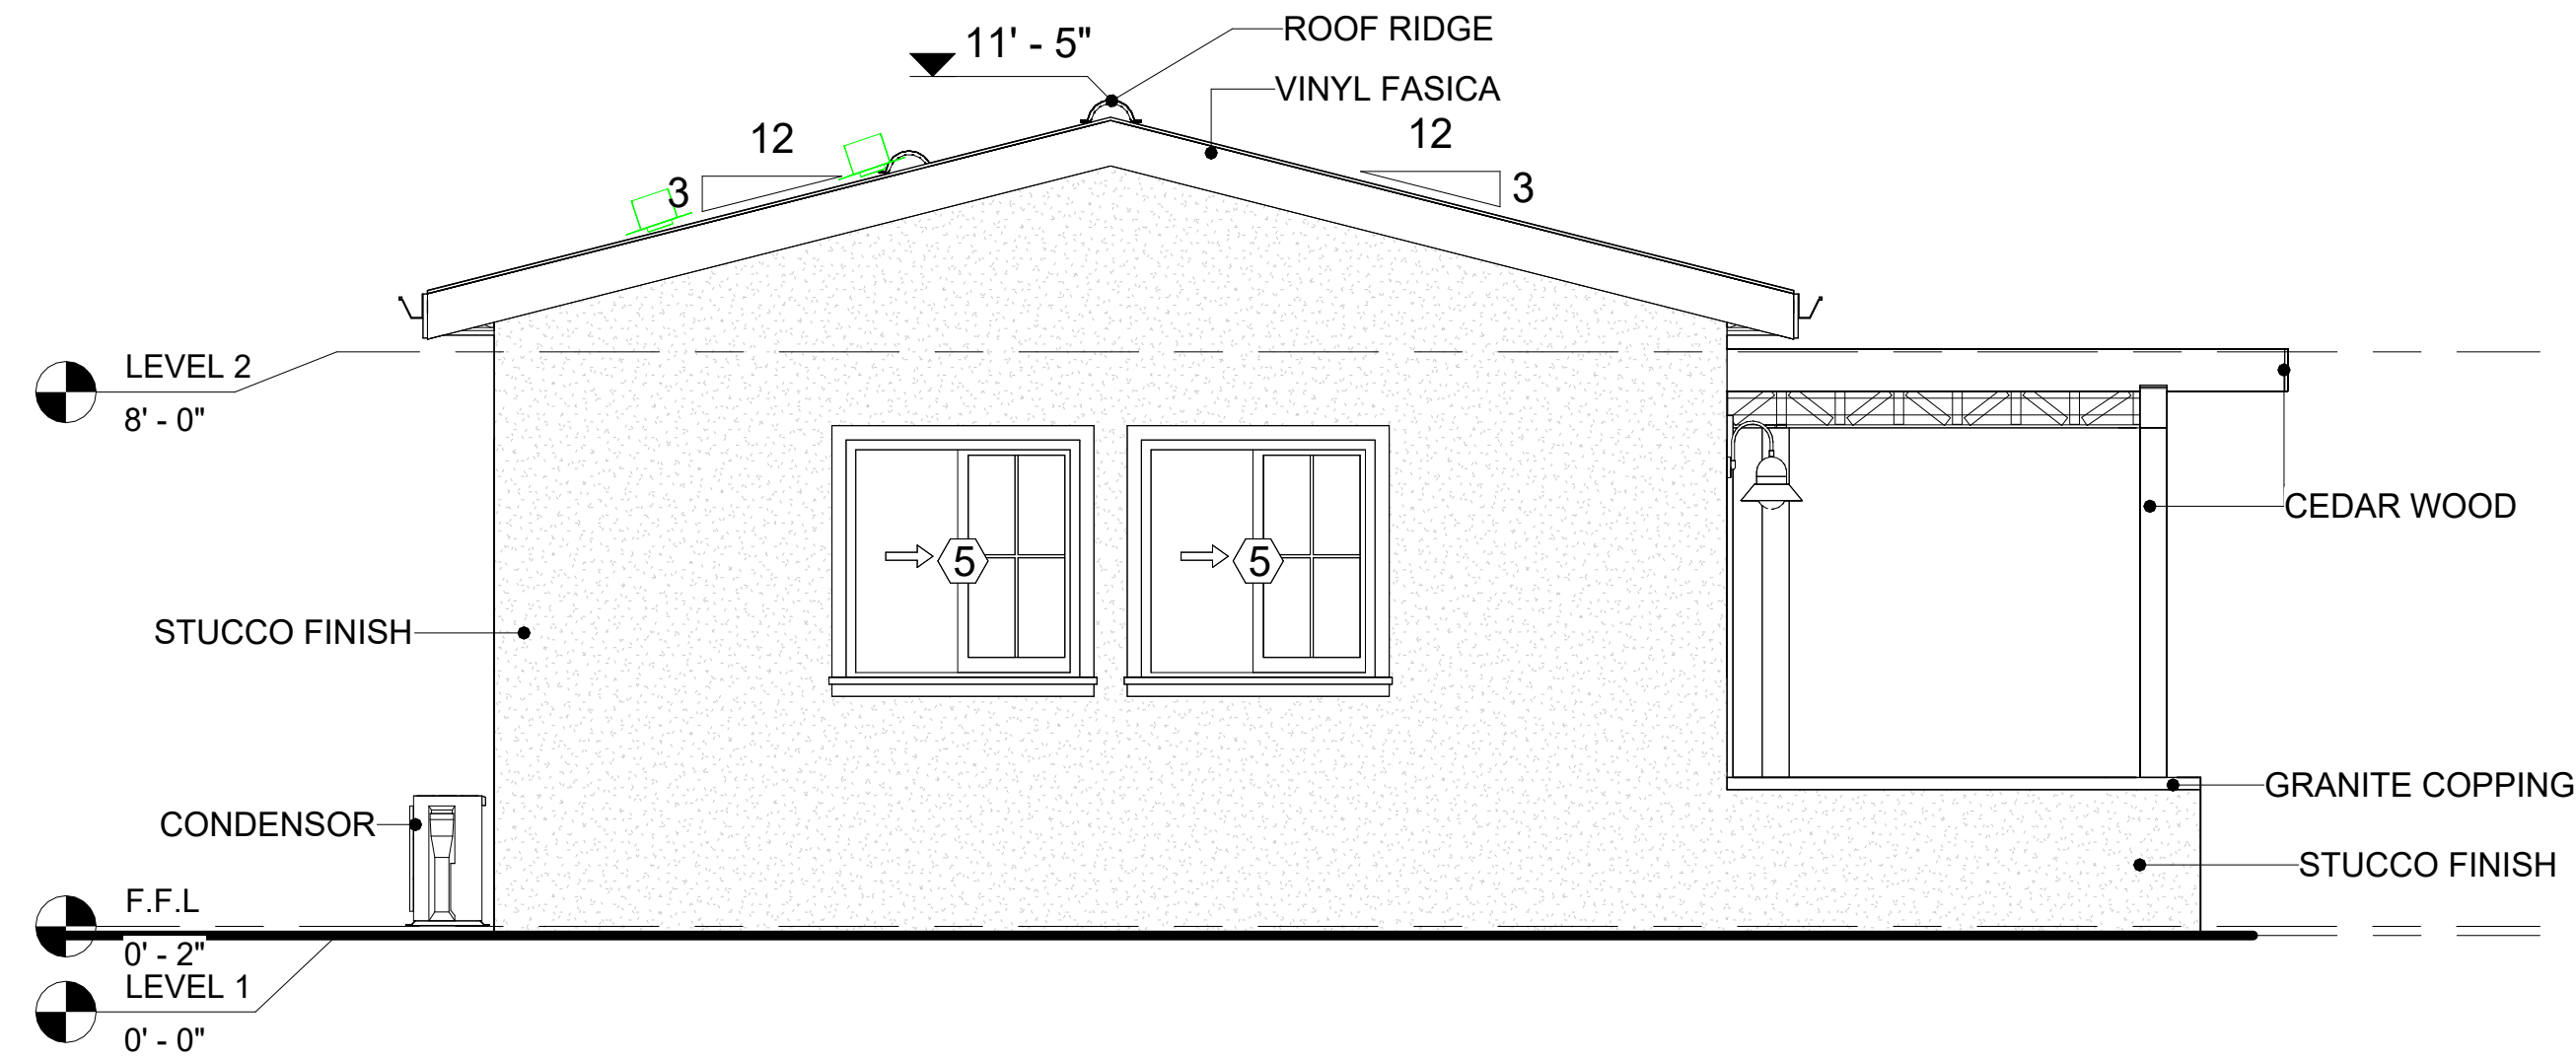 11' - 5"
ROOF RIDGE
VINYL FASICA
12
12
3
3
LEVEL 2
8' - 0"
CEDAR WOOD
5
5
STUCCO FINISH
GRANITE COPPING
CONDENSOR
STUCCO FINISH
F.F.L
0' - 2"
LEVEL 1
0' - 0"